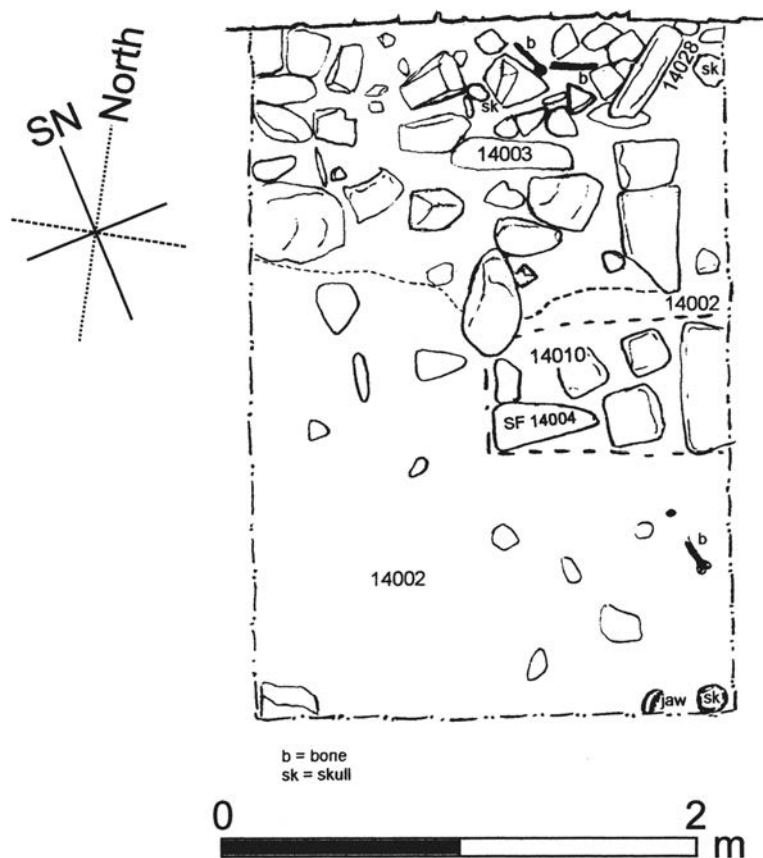 SN
North
b
b
14028
sk
sk
14003
14002
14010
SF 14004
b
14002
jaw
sk
b = bone
sk = skull
0
2
m